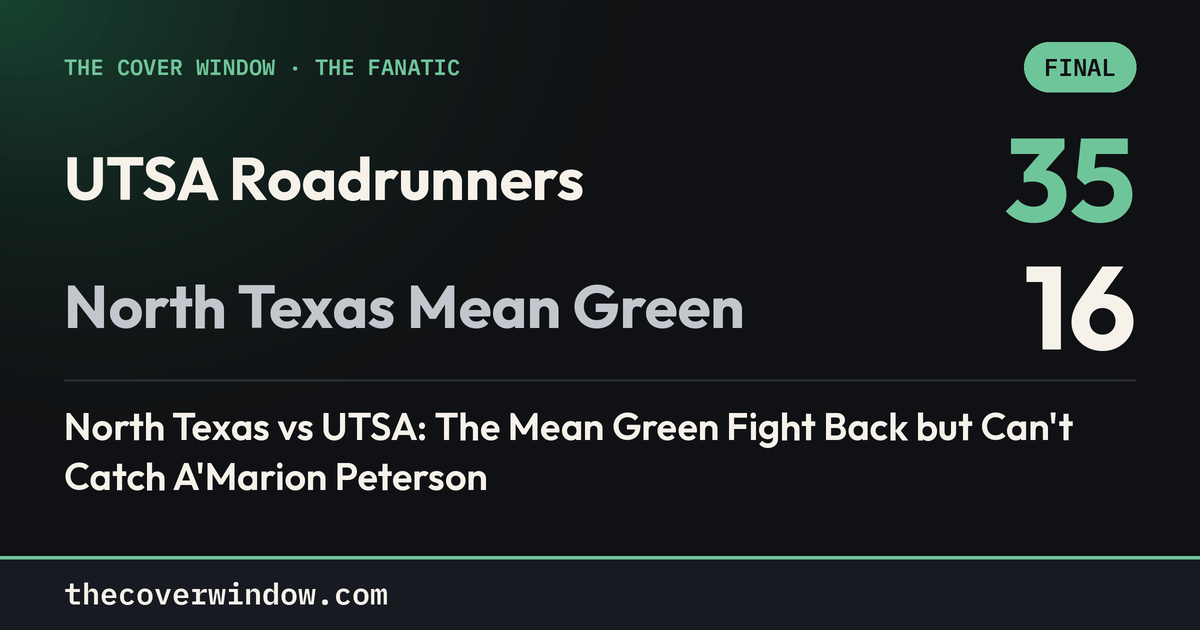 THE COVER WINDOW · THE FANATIC
FINAL
UTSA Roadrunners
35
North Texas Mean Green
16
North Texas vs UTSA: The Mean Green Fight Back but Can't
Catch A'Marion Peterson
thecoverwindow.com